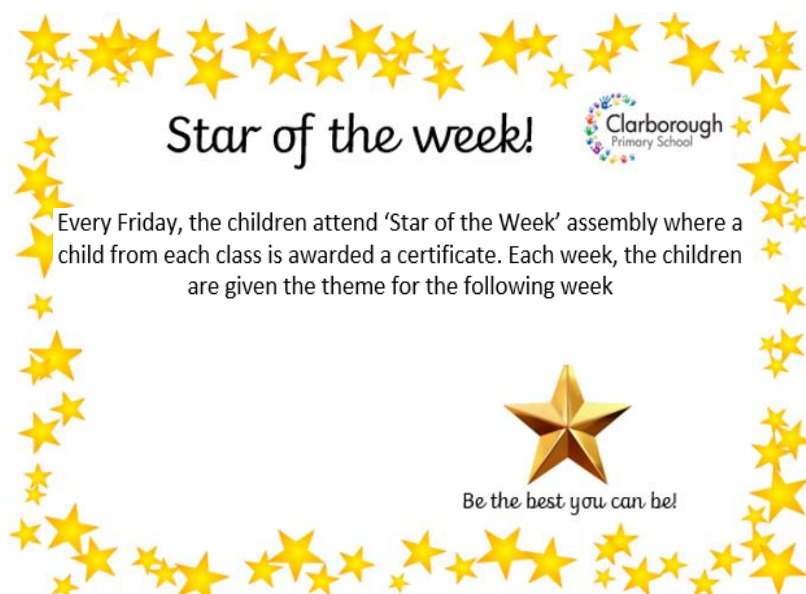 Star of the week!
Clarborough
Primary School
Every Friday, the children attend ‘Star of the Week’ assembly where a
child from each class is awarded a certificate. Each week, the children
are given the theme for the following week
Be the best you can be!